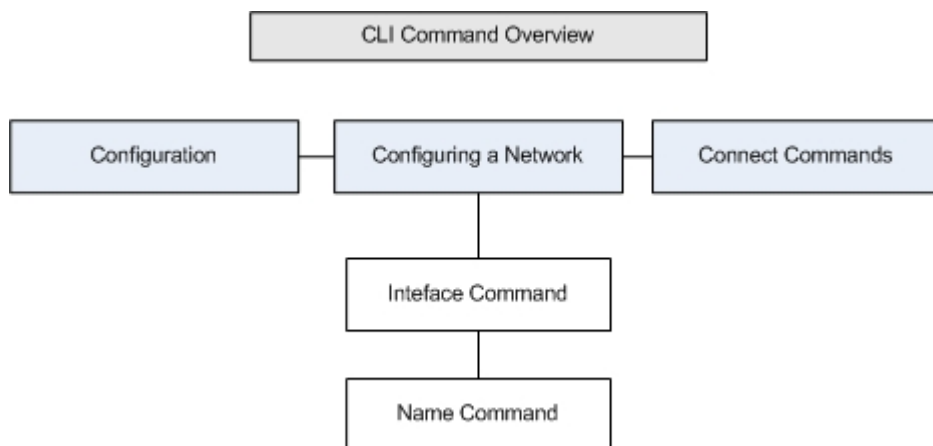 CLI Command Overview
Configuration
Configuring a Network
Connect Commands
Inteface Command
Name Command